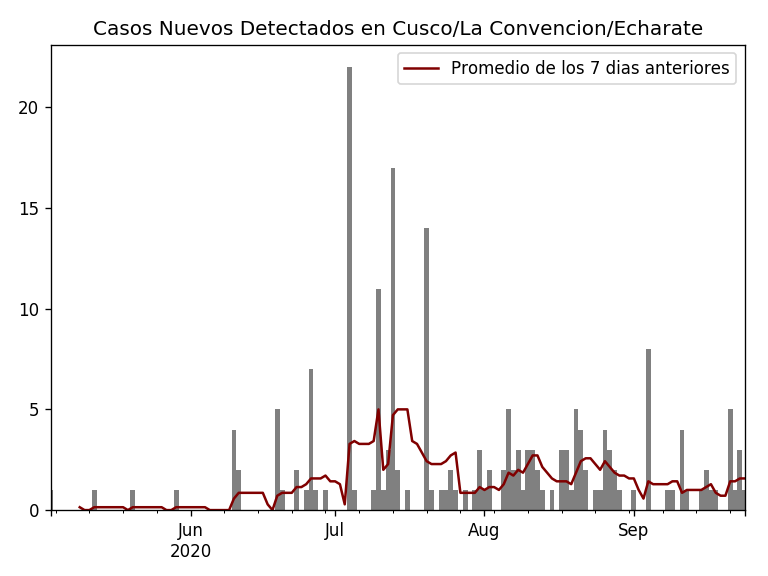 Casos Nuevos Detectados en Cusco/La Convencion/Echarate
Promedio de los 7 dias anteriores
20
15
10
5
0
Jun
2020
Jul
Aug
Sep